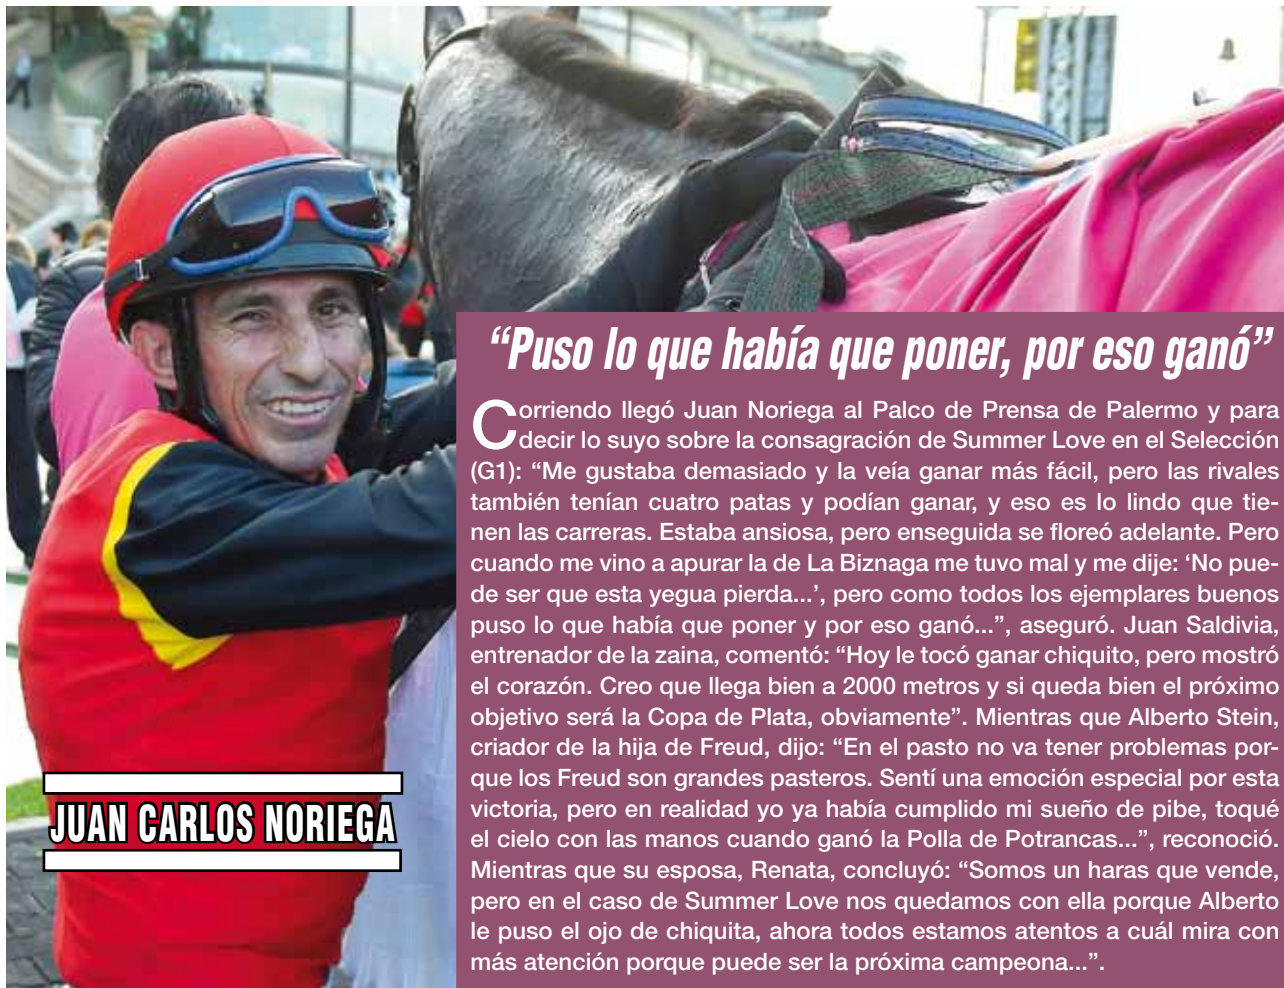 “Puso lo que había que poner, por eso ganó”
Corriendo llegó Juan Noriega al Palco de Prensa de Palermo y para
decir lo suyo sobre la consagración de Summer Love en el Selección
(G1): “Me gustaba demasiado y la veía ganar más fácil, pero las rivales
también tenían cuatro patas y podían ganar, y eso es lo lindo que tie-
nen las carreras. Estaba ansiosa, pero enseguida se floreó adelante. Pero
cuando me vino a apurar la de La Biznaga me tuvo mal y me dije: ‘No pue-
de ser que esta yegua pierda...’, pero como todos los ejemplares buenos
puso lo que había que poner y por eso ganó...”, aseguró. Juan Saldivia,
entrenador de la zaina, comentó: “Hoy le tocó ganar chiquito, pero mostró
el corazón. Creo que llega bien a 2000 metros y si queda bien el próximo
objetivo será la Copa de Plata, obviamente”. Mientras que Alberto Stein,
criador de la hija de Freud, dijo: “En el pasto no va tener problemas por-
que los Freud son grandes pasteros. Sentí una emoción especial por esta
victoria, pero en realidad yo ya había cumplido mi sueño de pibe, toqué
el cielo con las manos cuando ganó la Polla de Potrancas...”, reconoció.
Mientras que su esposa, Renata, concluyó: “Somos un haras que vende,
pero en el caso de Summer Love nos quedamos con ella porque Alberto
le puso el ojo de chiquita, ahora todos estamos atentos a cuál mira con
más atención porque puede ser la próxima campeona...”.
JUAN CARLOS NORIEGA